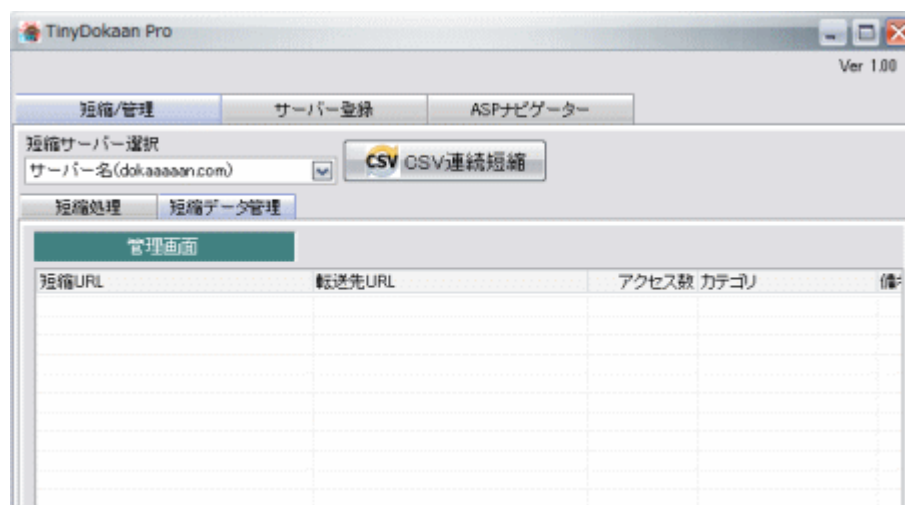 TinyDokaan Pro
Ver 1.00
短縮/管理 サーバー登録 ASPナビゲーター
短縮サーバー選択
サーバー名(dokaaaaan.com) CSV CSV連続短縮
短縮処理 短縮データ管理
管理画面
短縮URL 転送先URL アクセス数 カテゴリ 備